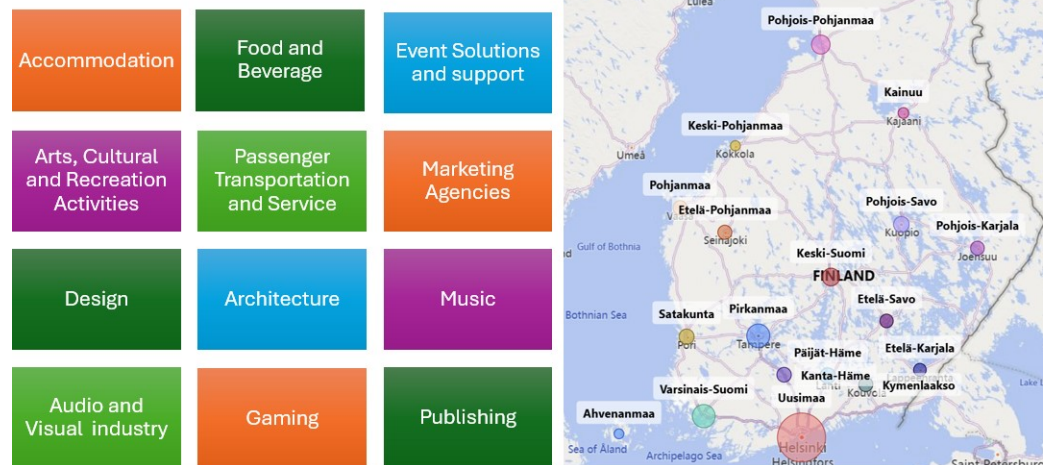 Accommodation
Food and
Beverage
Event Solutions
and support
Arts, Cultural
and Recreation
Activities
Passenger
Transportation
and Service
Marketing
Agencies
Design
Architecture
Music
Audio and
Visual industry
Gaming
Publishing
Pohjois-Pohjanmaa
Kainuu
Kajaani
Keski-Pohjanmaa
Kokkola
Umeå
Pohjanmaa
Vaasa
Etelä-Pohjanmaa
Seinäjoki
Pohjois-Savo
Kuopio
Pohjois-Karjala
Joensuu
Gulf of Bothnia
Keski-Suomi
FINLAND
Etelä-Savo
Bothnian Sea
Satakunta
Pori
Pirkanmaa
Tampere
Päijät-Häme
Etelä-Karjala
Kanta-Häme
Lahti
Kymenlaakso
Kouvola
Varsinais-Suomi
Uusimaa
Ahvenanmaa
Sea of Åland
Archipelago Sea
Helsinki
Helsingfors